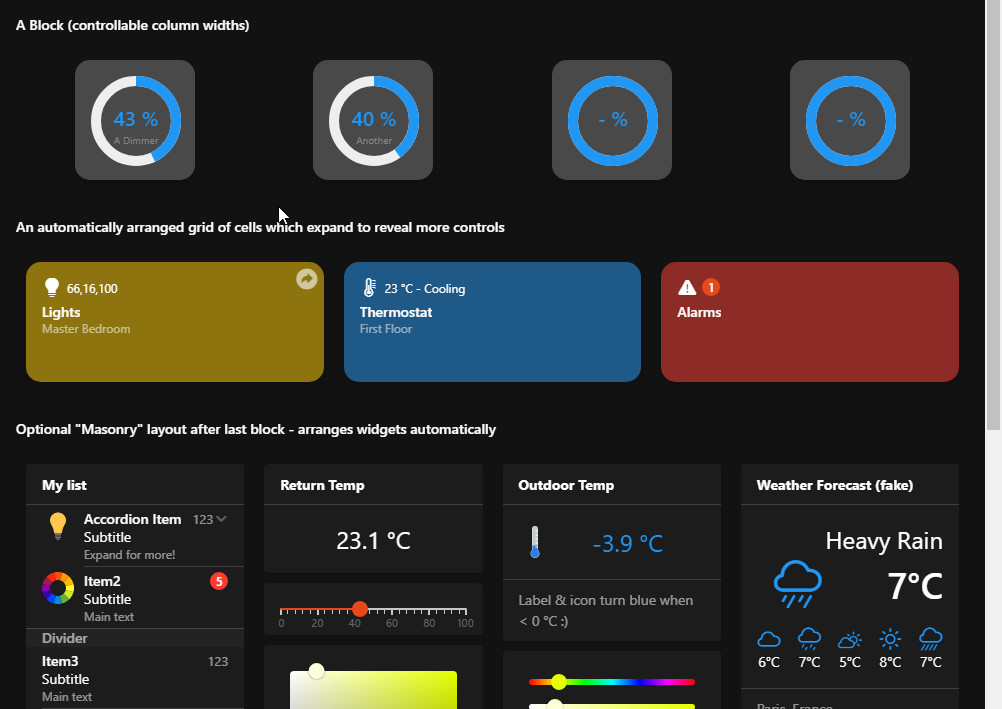 A Block (controllable column widths)
43 %
A Dimmer
40 %
Another
- %
- %
An automatically arranged grid of cells which expand to reveal more controls
66,16,100
Lights
Master Bedroom
23 °C - Cooling
Thermostat
First Floor
1
Alarms
Optional "Masonry" layout after last block - arranges widgets automatically
My list
Accordion Item 123
Subtitle
Expand for more!
Item2 5
Subtitle
Main text
Divider
Item3 123
Subtitle
Main text
Return Temp
23.1 °C
0 20 40 60 80 100
Outdoor Temp
-3.9 °C
Label & icon turn blue when
< 0 °C :)
Weather Forecast (fake)
Heavy Rain
7°C
6°C 7°C 5°C 8°C 7°C
Paris, France